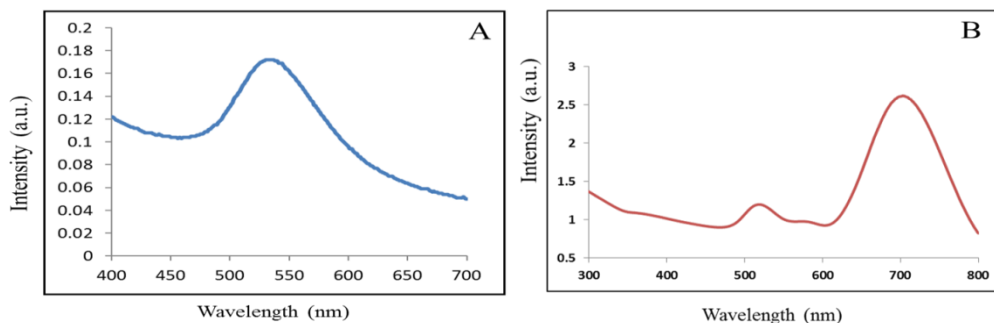 A
Intensity (a.u.)
0.2
0.18
0.16
0.14
0.12
0.1
0.08
0.06
0.04
0.02
0
400 450 500 550 600 650 700
Wavelength (nm)
B
Intensity (a.u.)
3
2.5
2
1.5
1
0.5
300 400 500 600 700 800
Wavelength (nm)